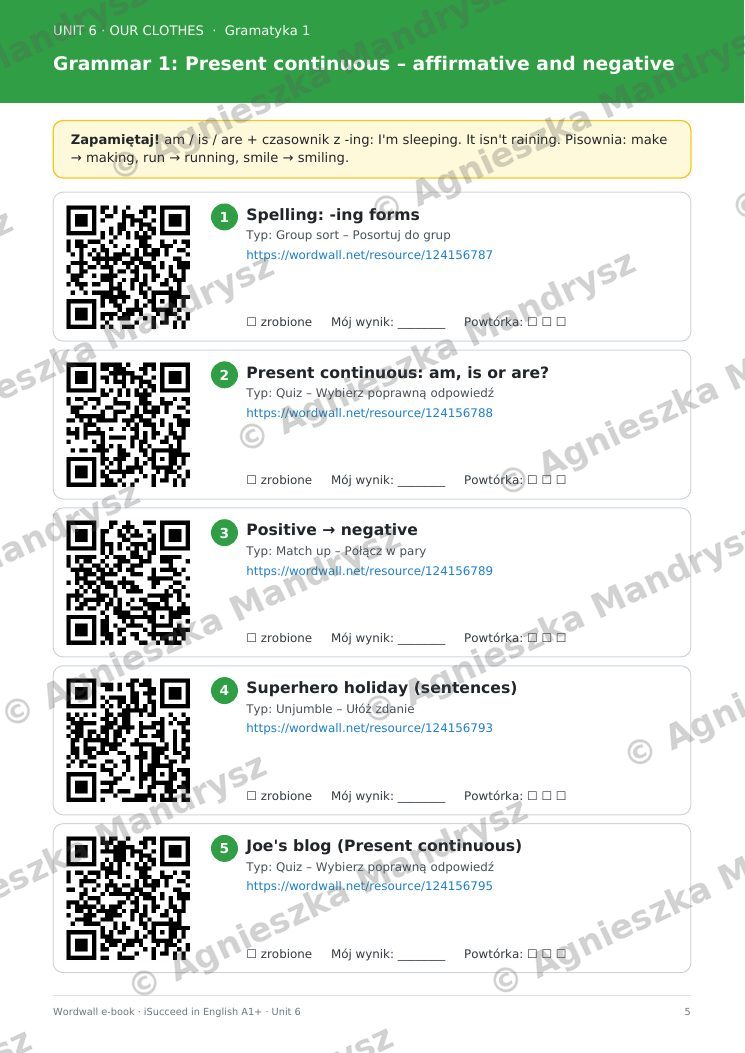 UNIT 6 · OUR CLOTHES · Gramatyka 1
Grammar 1: Present continuous – affirmative and negative
Zapamiętaj! am / is / are + czasownik z -ing: I'm sleeping. It isn't raining. Pisownia: make
→ making, run → running, smile → smiling.
1 Spelling: -ing forms
Typ: Group sort – Posortuj do grup
https://wordwall.net/resource/124156787
☐ zrobione Mój wynik: _______ Powtórka: ☐ ☐ ☐
2 Present continuous: am, is or are?
Typ: Quiz – Wybierz poprawną odpowiedź
https://wordwall.net/resource/124156788
☐ zrobione Mój wynik: _______ Powtórka: ☐ ☐ ☐
3 Positive → negative
Typ: Match up – Połącz w pary
https://wordwall.net/resource/124156789
☐ zrobione Mój wynik: _______ Powtórka: ☐ ☐ ☐
4 Superhero holiday (sentences)
Typ: Unjumble – Ułóż zdanie
https://wordwall.net/resource/124156793
☐ zrobione Mój wynik: _______ Powtórka: ☐ ☐ ☐
5 Joe's blog (Present continuous)
Typ: Quiz – Wybierz poprawną odpowiedź
https://wordwall.net/resource/124156795
☐ zrobione Mój wynik: _______ Powtórka: ☐ ☐ ☐
Wordwall e-book · iSucceed in English A1+ · Unit 6 5
© Agnieszka Mandrysz